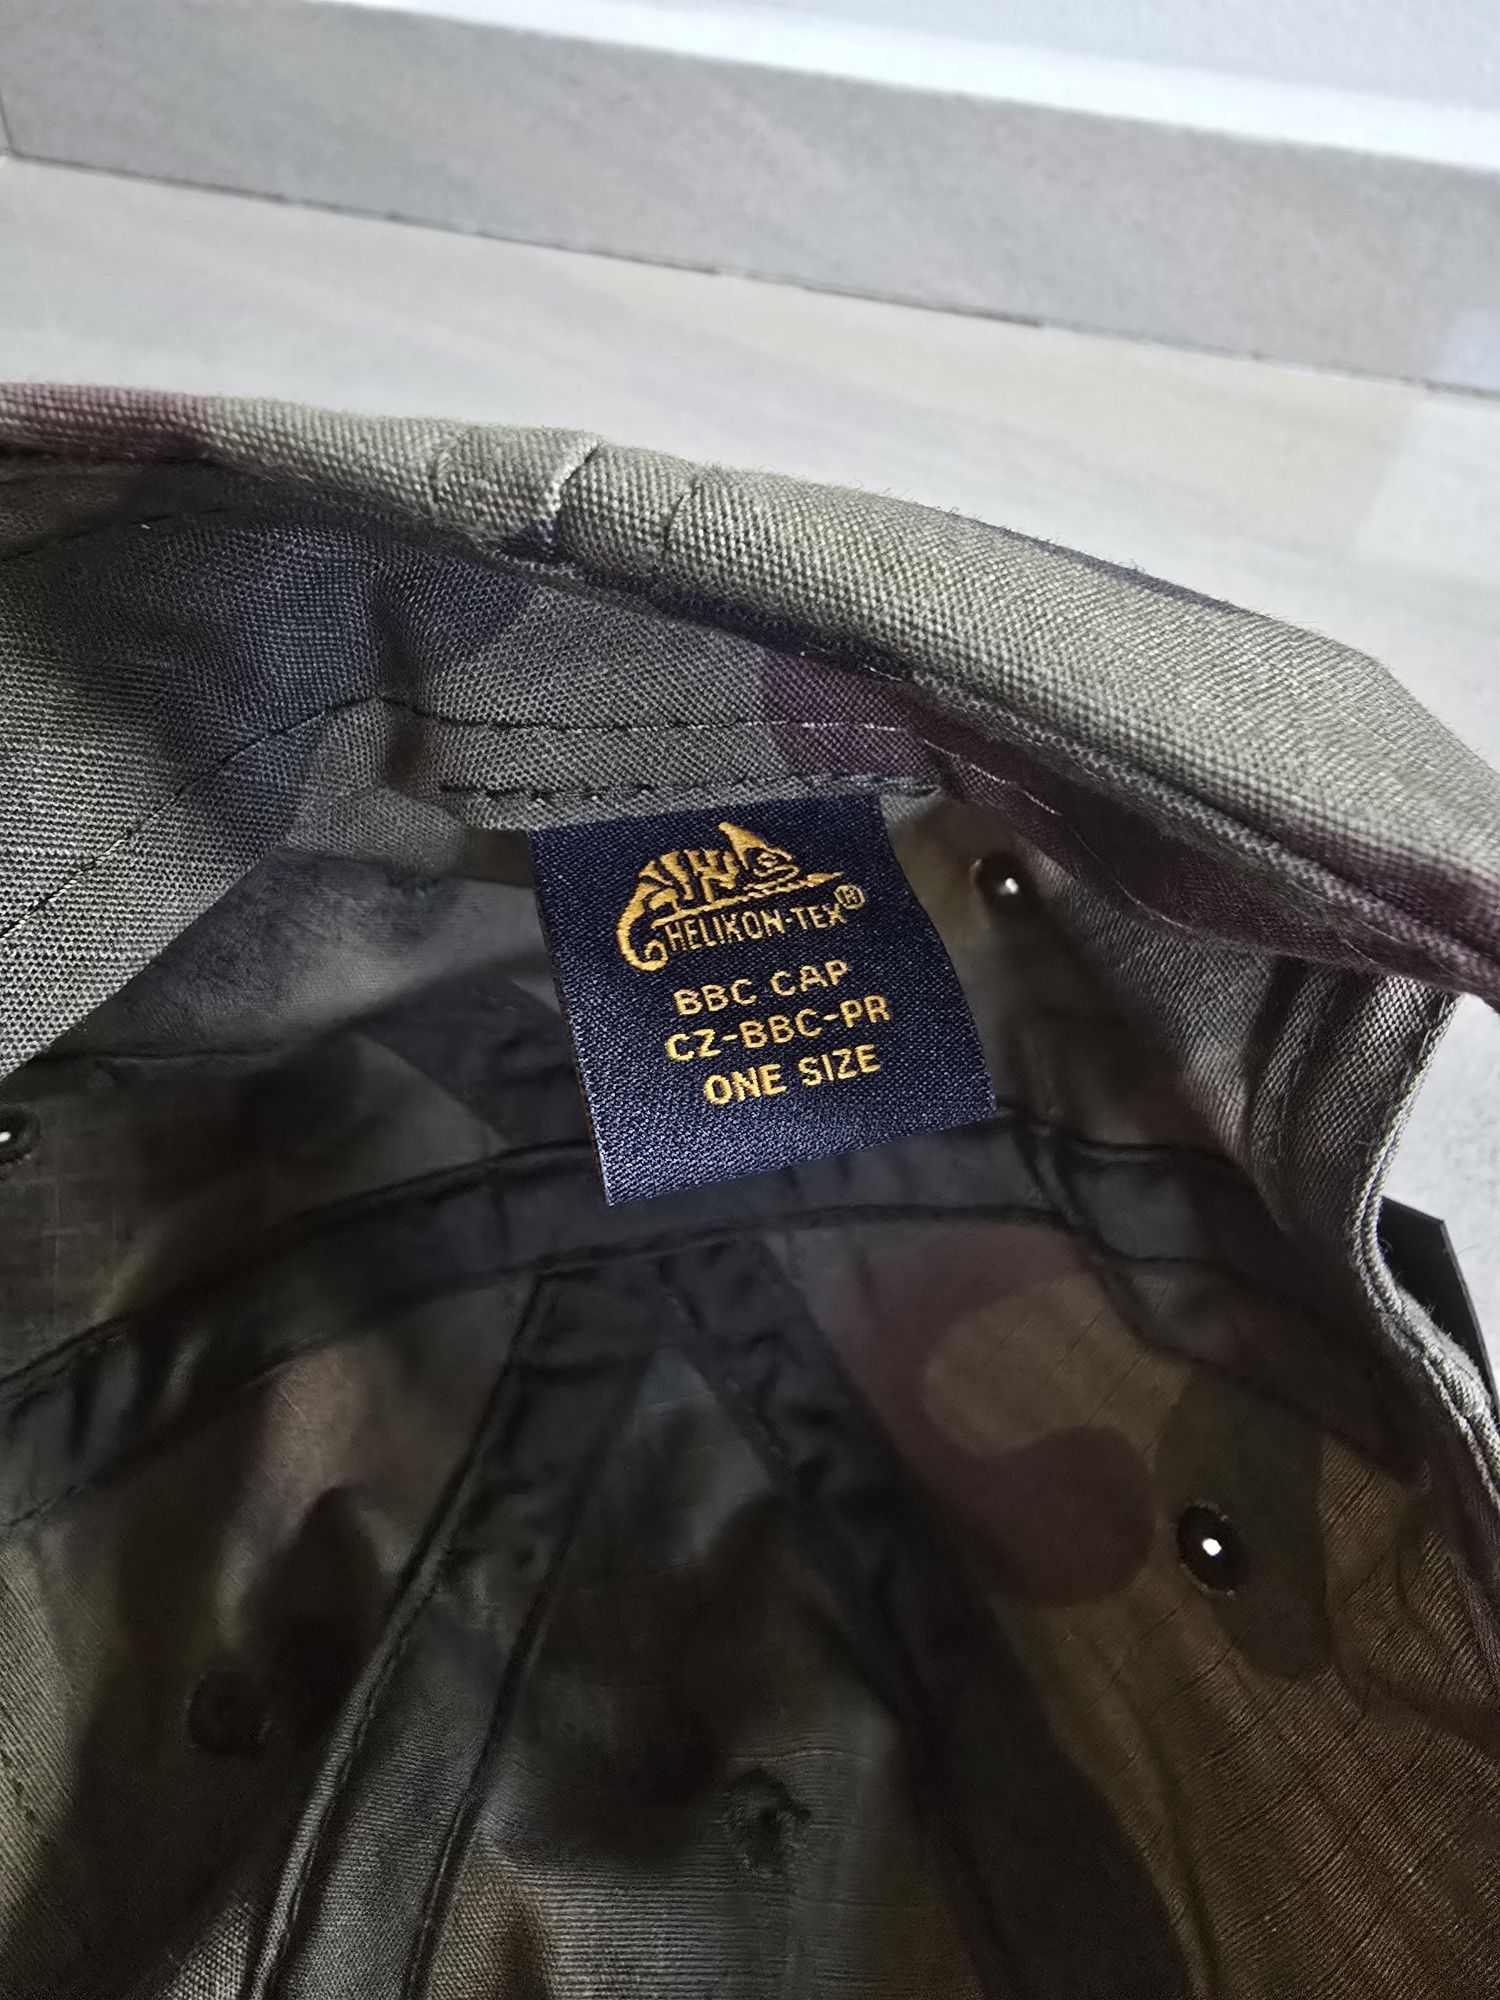 HELIKON-TEX®
BBC CAP
CZ-BBC-PR
ONE SIZE